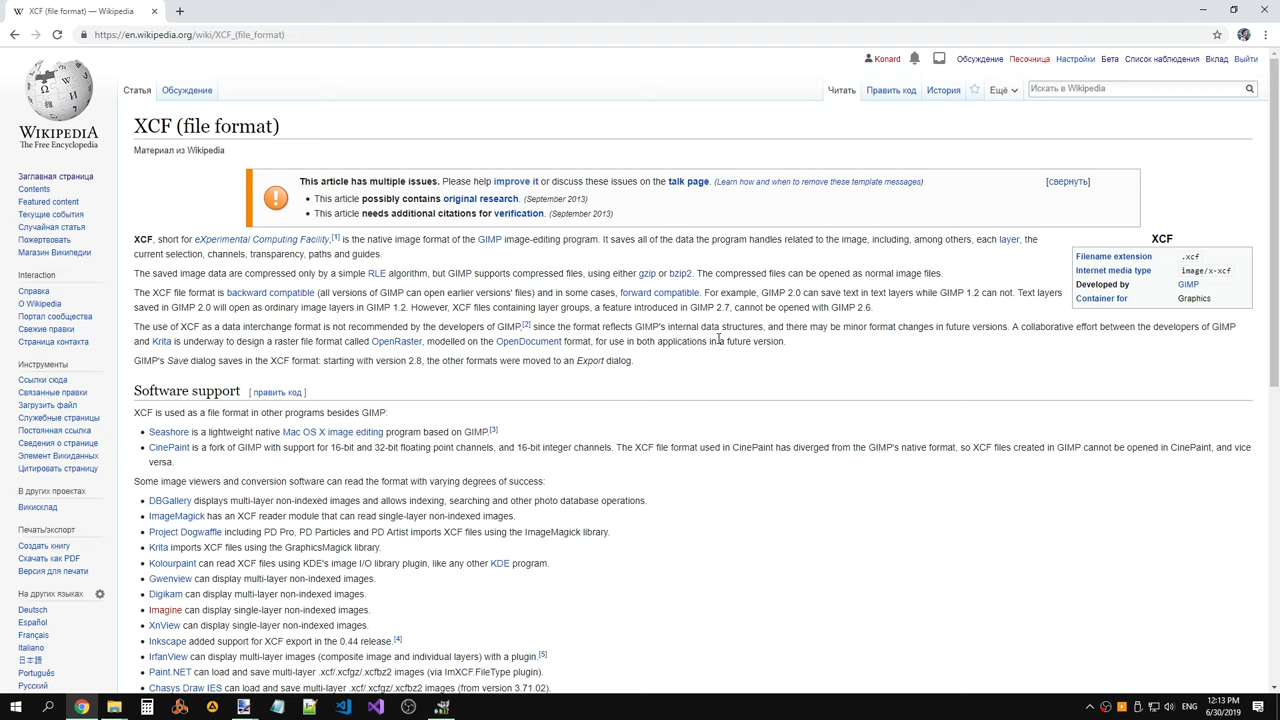 XCF (file format) — Wikipedia
https://en.wikipedia.org/wiki/XCF_(file_format)
Konard
Обсуждение
Песочница
Настройки
Бета
Список наблюдения
Вклад
Выйти
Статья
Обсуждение
Читать
Править код
История
Ещё
Искать в Wikipedia
WIKIPEDIA
The Free Encyclopedia
Заглавная страница
Contents
Featured content
Текущие события
Случайная статья
Пожертвовать
Магазин Википедии
Interaction
Справка
О Wikipedia
Портал сообщества
Свежие правки
Страница контакта
Инструменты
Ссылки сюда
Связанные правки
Загрузить файл
Служебные страницы
Постоянная ссылка
Сведения о странице
Элемент Викиданных
Цитировать страницу
В других проектах
Викисклад
Печать/экспорт
Создать книгу
Скачать как PDF
Версия для печати
На других языках
Deutsch
Español
Français
Italiano
日本語
Português
Русский
XCF (file format)
Материал из Wikipedia
This article has multiple issues. Please help improve it or discuss these issues on the talk page. (Learn how and when to remove these template messages)
[свернуть]
• This article possibly contains original research. (September 2013)
• This article needs additional citations for verification. (September 2013)
XCF, short for eXperimental Computing Facility,[1] is the native image format of the GIMP image-editing program. It saves all of the data the program handles related to the image, including, among others, each layer, the
current selection, channels, transparency, paths and guides.
The saved image data are compressed only by a simple RLE algorithm, but GIMP supports compressed files, using either gzip or bzip2. The compressed files can be opened as normal image files.
The XCF file format is backward compatible (all versions of GIMP can open earlier versions' files) and in some cases, forward compatible. For example, GIMP 2.0 can save text in text layers while GIMP 1.2 can not. Text layers
saved in GIMP 2.0 will open as ordinary image layers in GIMP 1.2. However, XCF files containing layer groups, a feature introduced in GIMP 2.7, cannot be opened with GIMP 2.6.
The use of XCF as a data interchange format is not recommended by the developers of GIMP,[2] since the format reflects GIMP's internal data structures, and there may be minor format changes in future versions. A collaborative effort between the developers of GIMP
and Krita is underway to design a raster file format called OpenRaster, modelled on the OpenDocument format, for use in both applications in a future version.
GIMP's Save dialog saves in the XCF format: starting with version 2.8, the other formats were moved to an Export dialog.
XCF
Filename extension .xcf
Internet media type image/x-xcf
Developed by GIMP
Container for Graphics
Software support [ править код ]
XCF is used as a file format in other programs besides GIMP:
• Seashore is a lightweight native Mac OS X image editing program based on GIMP.[3]
• CinePaint is a fork of GIMP with support for 16-bit and 32-bit floating point channels, and 16-bit integer channels. The XCF file format used in CinePaint has diverged from the GIMP's native format, so XCF files created in GIMP cannot be opened in CinePaint, and vice
versa.
Some image viewers and conversion software can read the format with varying degrees of success:
• DBGallery displays multi-layer non-indexed images and allows indexing, searching and other photo database operations.
• ImageMagick has an XCF reader module that can read single-layer non-indexed images.
• Project Dogwaffle including PD Pro, PD Particles and PD Artist imports XCF files using the ImageMagick library.
• Krita imports XCF files using the GraphicsMagick library.
• Kolourpaint can read XCF files using KDE's image I/O library plugin, like any other KDE program.
• Gwenview can display multi-layer non-indexed images.
• Digikam can display multi-layer non-indexed images.
• Imagine can display single-layer non-indexed images.
• XnView can display single-layer non-indexed images.
• Inkscape added support for XCF export in the 0.44 release.[4]
• IrfanView can display multi-layer images (composite image and individual layers) with a plugin.[5]
• Paint.NET can load and save multi-layer .xcf/.xcfgz/.xcfbz2 images (via ImXCF.FileType plugin).
• Chasys Draw IES can load and save multi-layer .xcf/.xcfgz/.xcfbz2 images (from version 3.71.02).
12:13 PM
6/30/2019